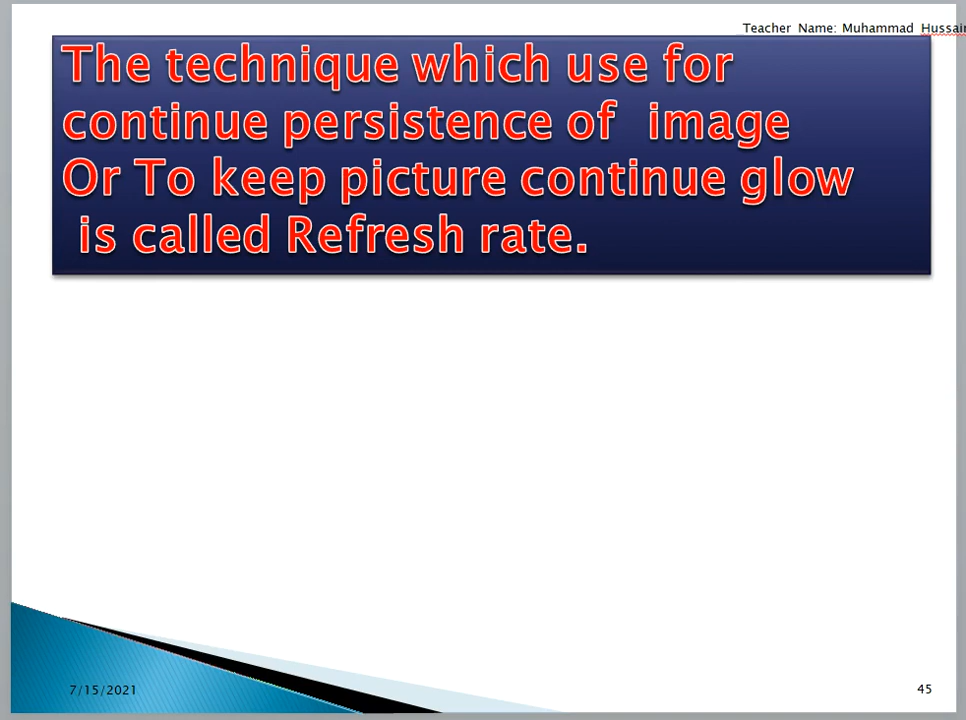 Teacher Name: Muhammad Hussain
The technique which use for
continue persistence of image
Or To keep picture continue glow
is called Refresh rate.
7/15/2021
45